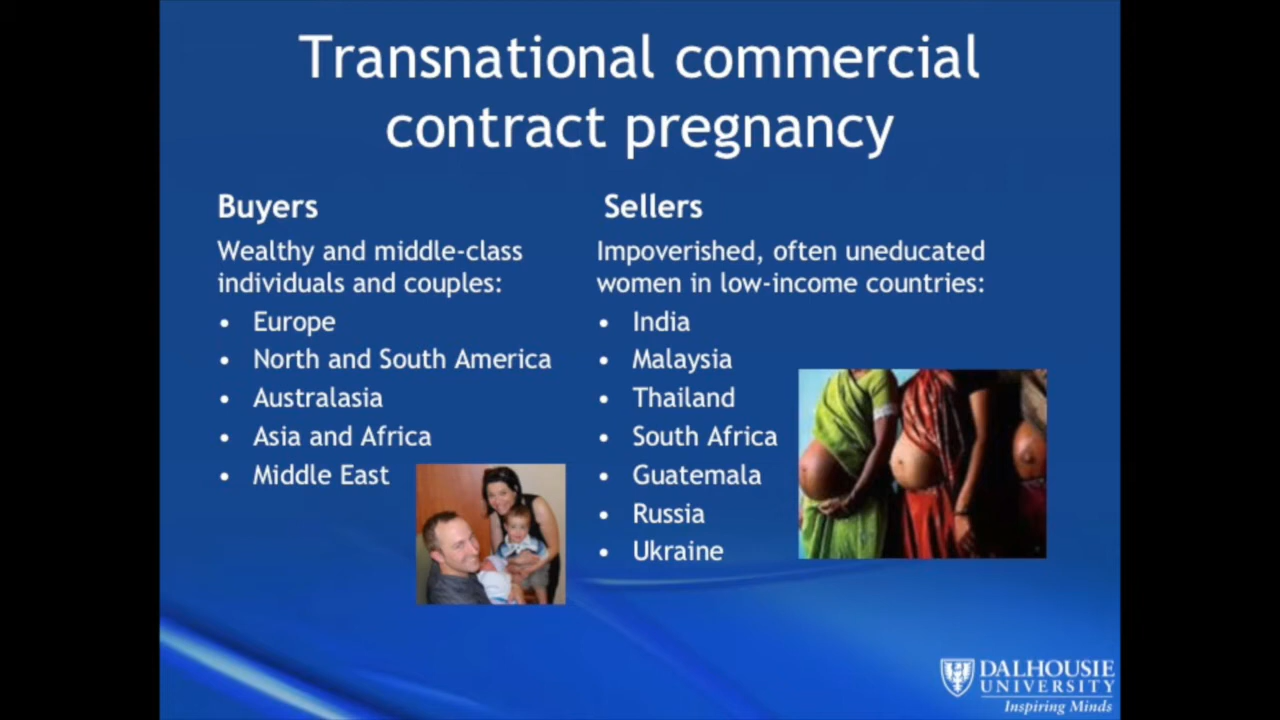 Transnational commercial
contract pregnancy
Buyers
Wealthy and middle-class
individuals and couples:
• Europe
• North and South America
• Australasia
• Asia and Africa
• Middle East
Sellers
Impoverished, often uneducated
women in low-income countries:
• India
• Malaysia
• Thailand
• South Africa
• Guatemala
• Russia
• Ukraine
DALHOUSIE
UNIVERSITY
Inspiring Minds